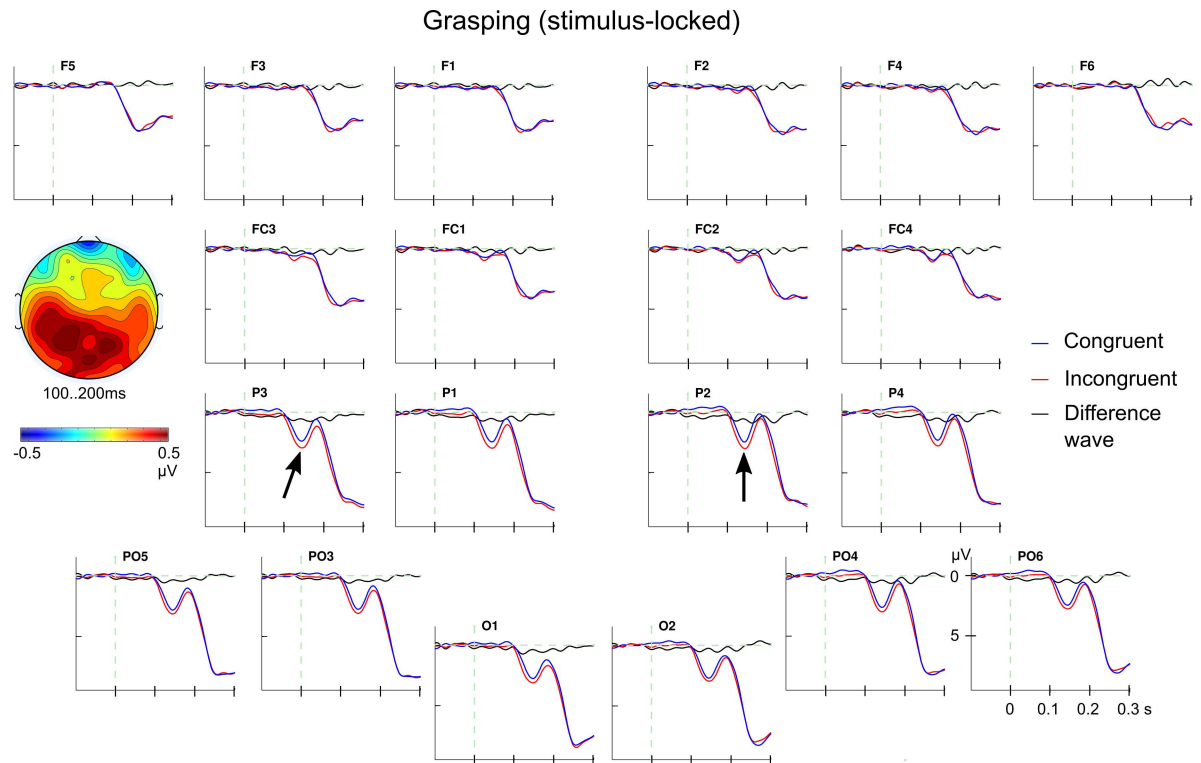 Grasping (stimulus-locked)
F5
F3
F1
F2
F4
F6
FC3
FC1
FC2
FC4
100..200ms
-0.5
0.5
µV
Congruent
Incongruent
Difference
wave
P3
P1
P2
P4
PO5
PO3
O1
O2
PO4
PO6
µV
0
5
0
0.1
0.2
0.3 s